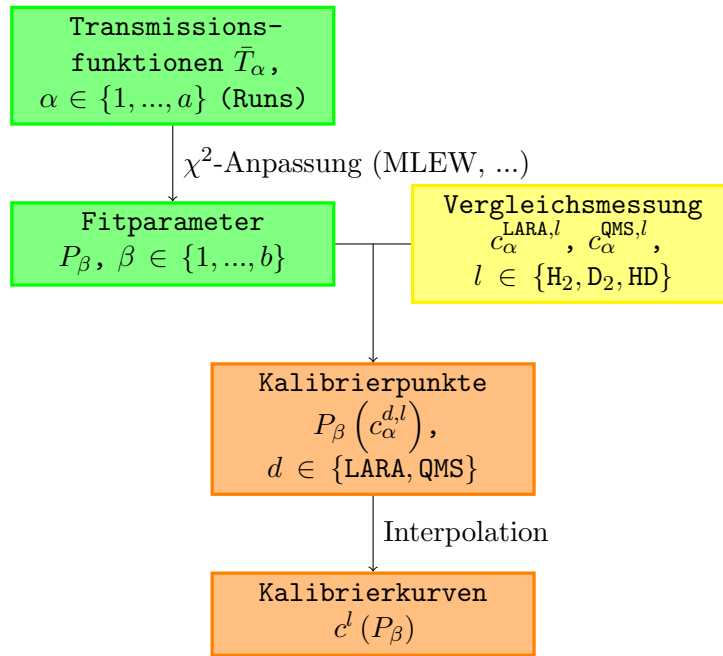 Transmissions-
funktionen T̄_α,
α ∈ {1, ..., a} (Runs)
χ²-Anpassung (MLEW, ...)
Fitparameter
P_β, β ∈ {1, ..., b}
Vergleichsmessung
c_α^{LARA,l}, c_α^{QMS,l},
l ∈ {H₂, D₂, HD}
Kalibrierpunkte
P_β (c_α^{d,l}),
d ∈ {LARA, QMS}
Interpolation
Kalibrierkurven
c^l (P_β)